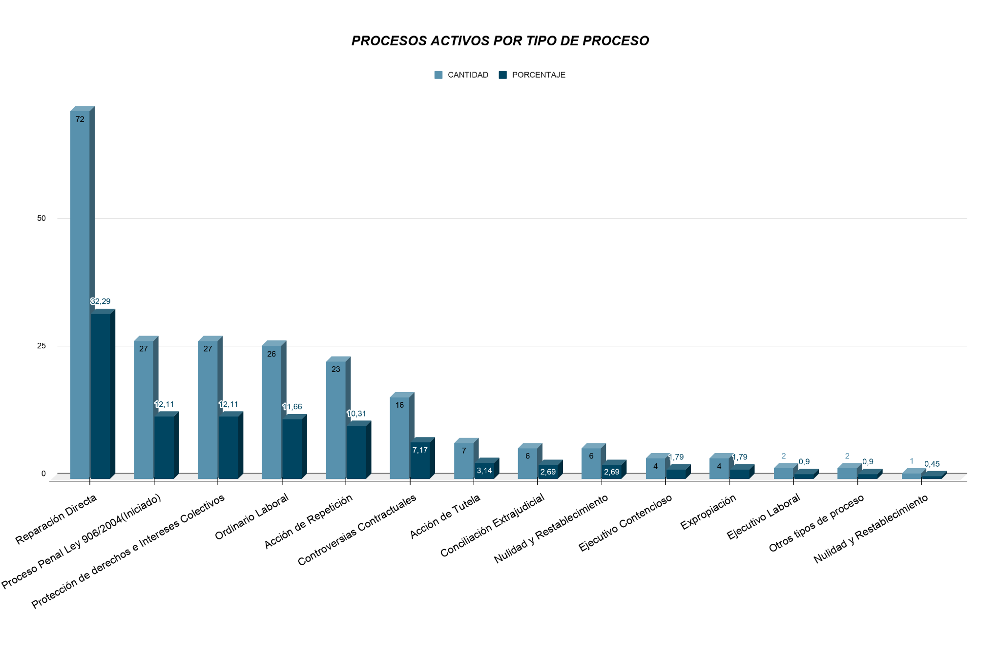 PROCESOS ACTIVOS POR TIPO DE PROCESO
CANTIDAD PORCENTAJE
50
25
0
72
32,29
27
12,11
27
12,11
26
11,66
23
10,31
16
7,17
7
3,14
6
2,69
6
2,69
4
1,79
4
1,79
2
0,9
2
0,9
1
0,45
Reparación Directa
Proceso Penal Ley 906/2004(Iniciado)
Protección de derechos e Intereses Colectivos
Ordinario Laboral
Acción de Repetición
Controversias Contractuales
Acción de Tutela
Conciliación Extrajudicial
Nulidad y Restablecimiento
Ejecutivo Contencioso
Expropiación
Ejecutivo Laboral
Otros tipos de proceso
Nulidad y Restablecimiento